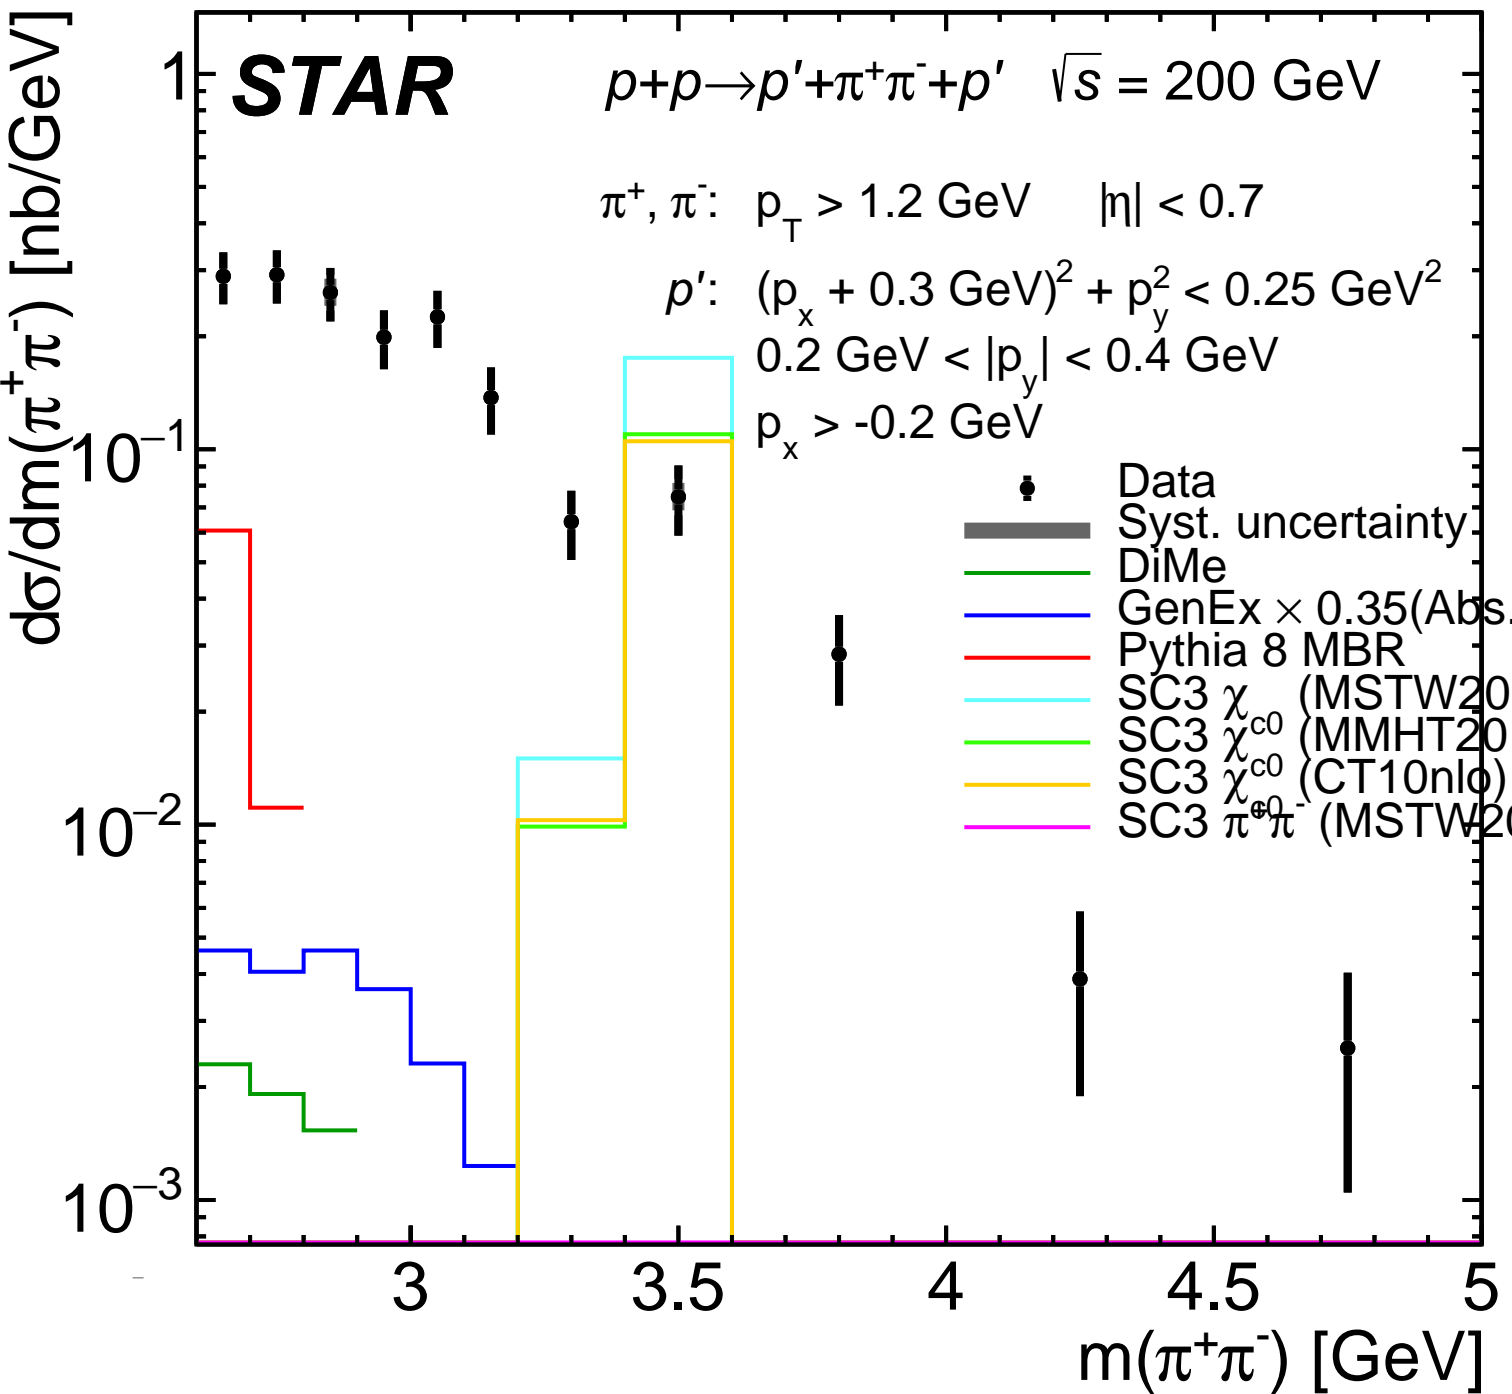 dσ/dm(π⁺π⁻) [nb/GeV]
1
10⁻¹
10⁻²
10⁻³
STAR p+p→p′+π⁺π⁻+p′ √s = 200 GeV
π⁺, π⁻: p_T > 1.2 GeV |η| < 0.7
p′: (p_x + 0.3 GeV)² + p_y² < 0.25 GeV²
0.2 GeV < |p_y| < 0.4 GeV
p_x > -0.2 GeV
Data
Syst. uncertainty
DiMe
GenEx × 0.35(Abs.
Pythia 8 MBR
SC3 χ_c0 (MSTW20
SC3 χ_c0 (MMHT20
SC3 χ_c0 (CT10nlo)
SC3 π⁺π⁻ (MSTW20
3 3.5 4 4.5 5
m(π⁺π⁻) [GeV]